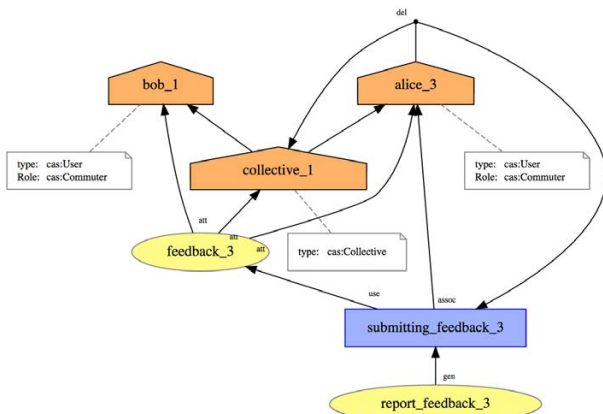 del
bob_1
alice_3
type: cas:User
Role: cas:Commuter
collective_1
type: cas:User
Role: cas:Commuter
att
att
att
feedback_3
type: cas:Collective
use
assoc
submitting_feedback_3
gen
report_feedback_3